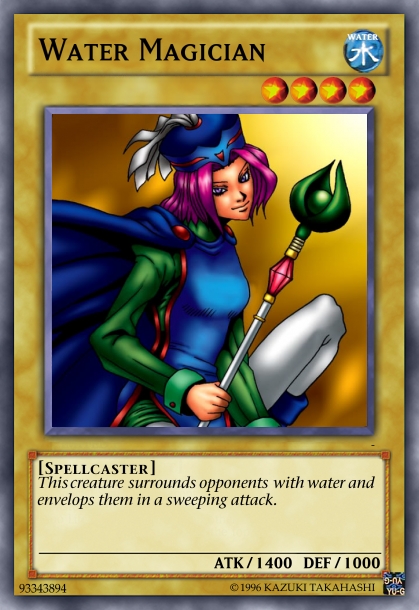 WATER MAGICIAN
WATER
水
[SPELLCASTER]
This creature surrounds opponents with water and
envelops them in a sweeping attack.
ATK / 1400 DEF / 1000
93343894
©1996 KAZUKI TAKAHASHI